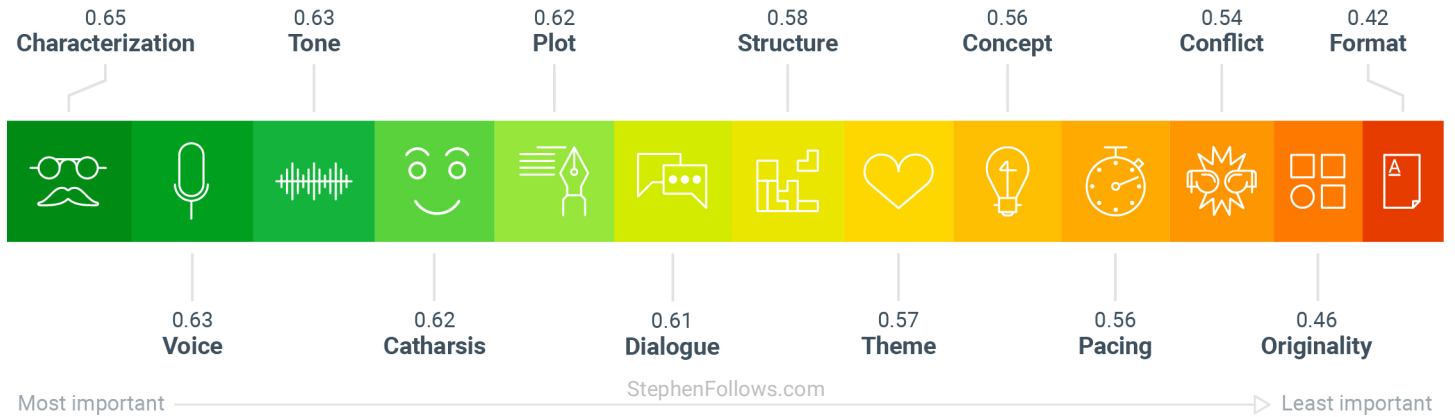 0.65
Characterization
0.63
Tone
0.62
Plot
0.58
Structure
0.56
Concept
0.54
Conflict
0.42
Format
A
0.63
Voice
0.62
Catharsis
0.61
Dialogue
0.57
Theme
0.56
Pacing
0.46
Originality
StephenFollows.com
Most important
Least important